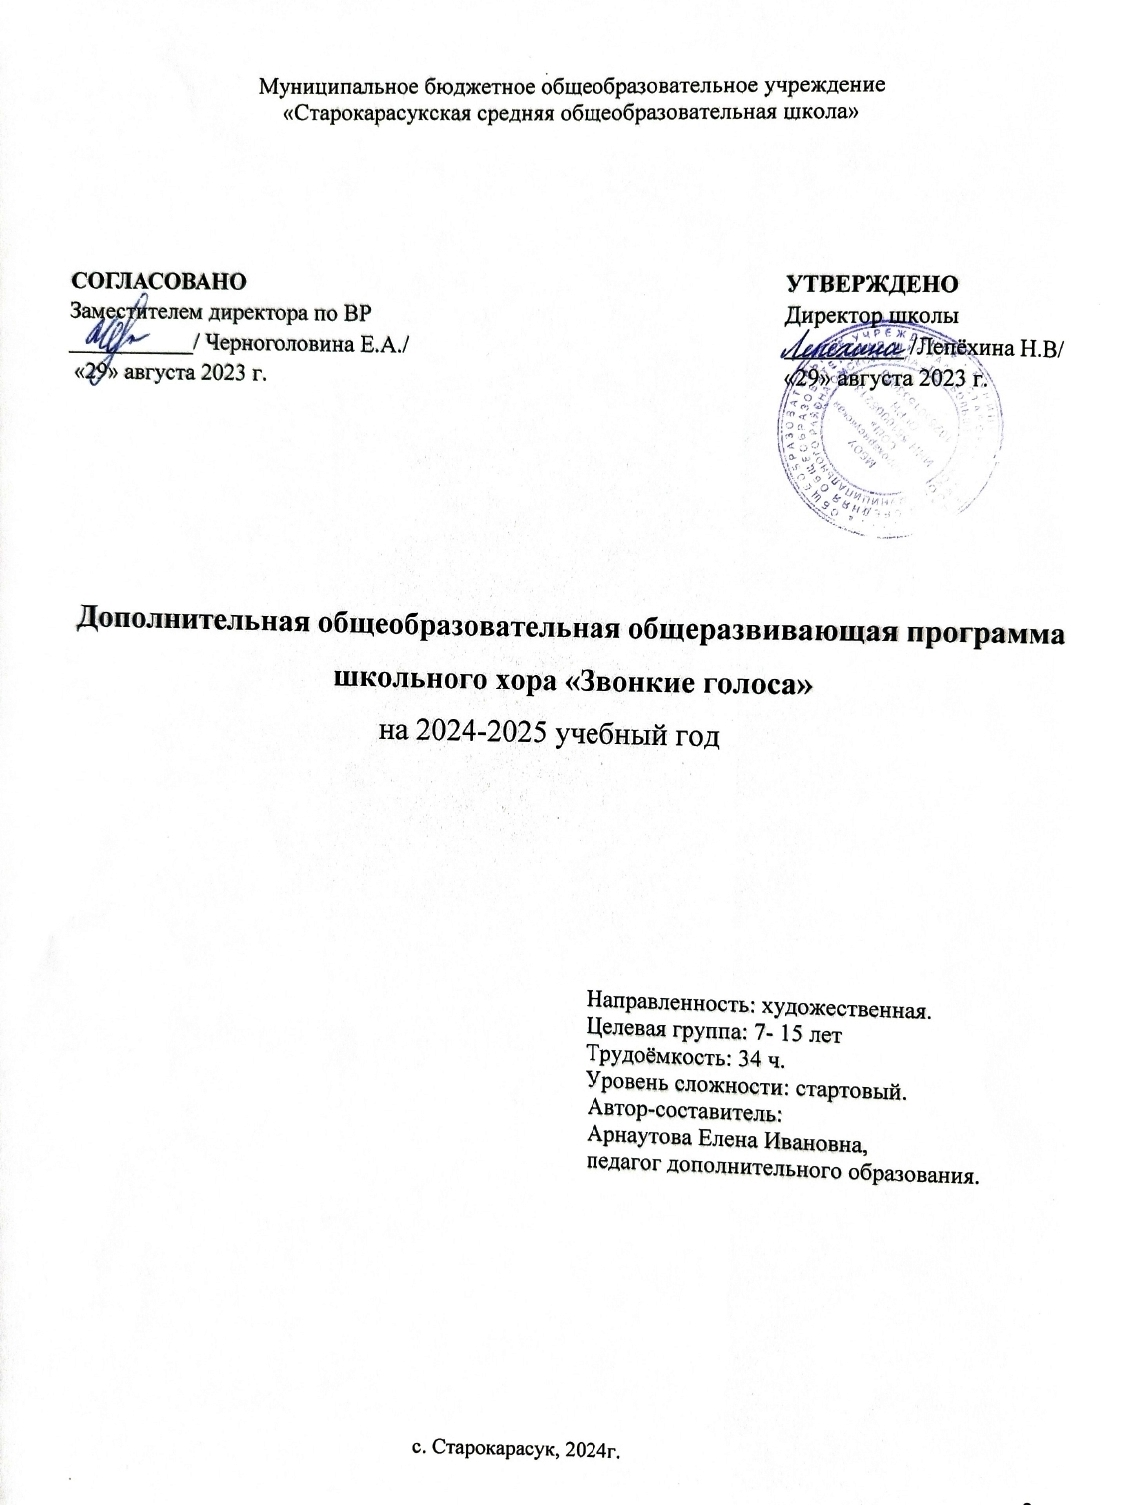 Муниципальное бюджетное общеобразовательное учреждение
«Старокарасукская средняя общеобразовательная школа»
СОГЛАСОВАНО
Заместителем директора по ВР
/ Черноголовина Е.А./
«29» августа 2023 г.
УТВЕРЖДЕНО
Директор школы
Лепехина /Лепёхина Н.В/
«29» августа 2023 г.
Дополнительная общеобразовательная общеразвивающая программа
школьного хора «Звонкие голоса»
на 2024-2025 учебный год
Направленность: художественная.
Целевая группа: 7- 15 лет
Трудоёмкость: 34 ч.
Уровень сложности: стартовый.
Автор-составитель:
Арнаутова Елена Ивановна,
педагог дополнительного образования.
с. Старокарасук, 2024г.